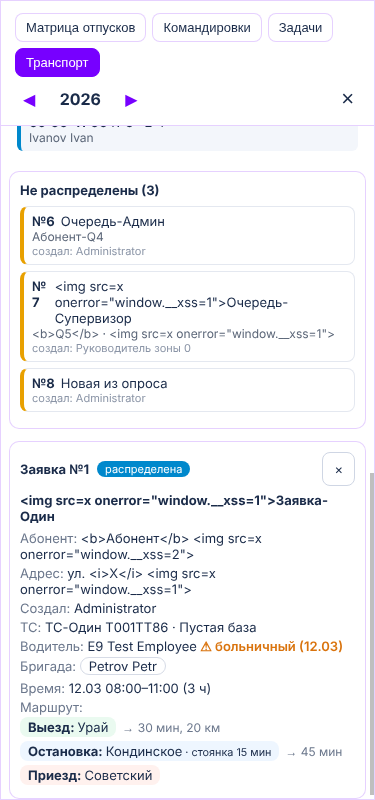 Матрица отпусков Командировки Задачи
Транспорт
◀ 2026 ▶ ×
Ivanov Ivan
Не распределены (3)
№6 Очередь-Админ
Абонент-Q4
создал: Administrator
№7 <img src=x
onerror="window.__xss=1">Очередь-
Супервизор
<b>Q5</b> · <img src=x onerror="window.__xss=1">
создал: Руководитель зоны 0
№8 Новая из опроса
создал: Administrator
Заявка №1 распределена ×
<img src=x onerror="window.__xss=1">Заявка-
Один
Абонент: <b>Абонент</b> <img src=x
onerror="window.__xss=2">
Адрес: ул. <i>X</i> <img src=x
onerror="window.__xss=1">
Создал: Administrator
ТС: ТС-Один Т001ТТ86 · Пустая база
Водитель: E9 Test Employee ⚠ больничный (12.03)
Бригада: Petrov Petr
Время: 12.03 08:00–11:00 (3 ч)
Маршрут:
Выезд: Урай → 30 мин, 20 км
Остановка: Кондинское · стоянка 15 мин → 45 мин
Приезд: Советский